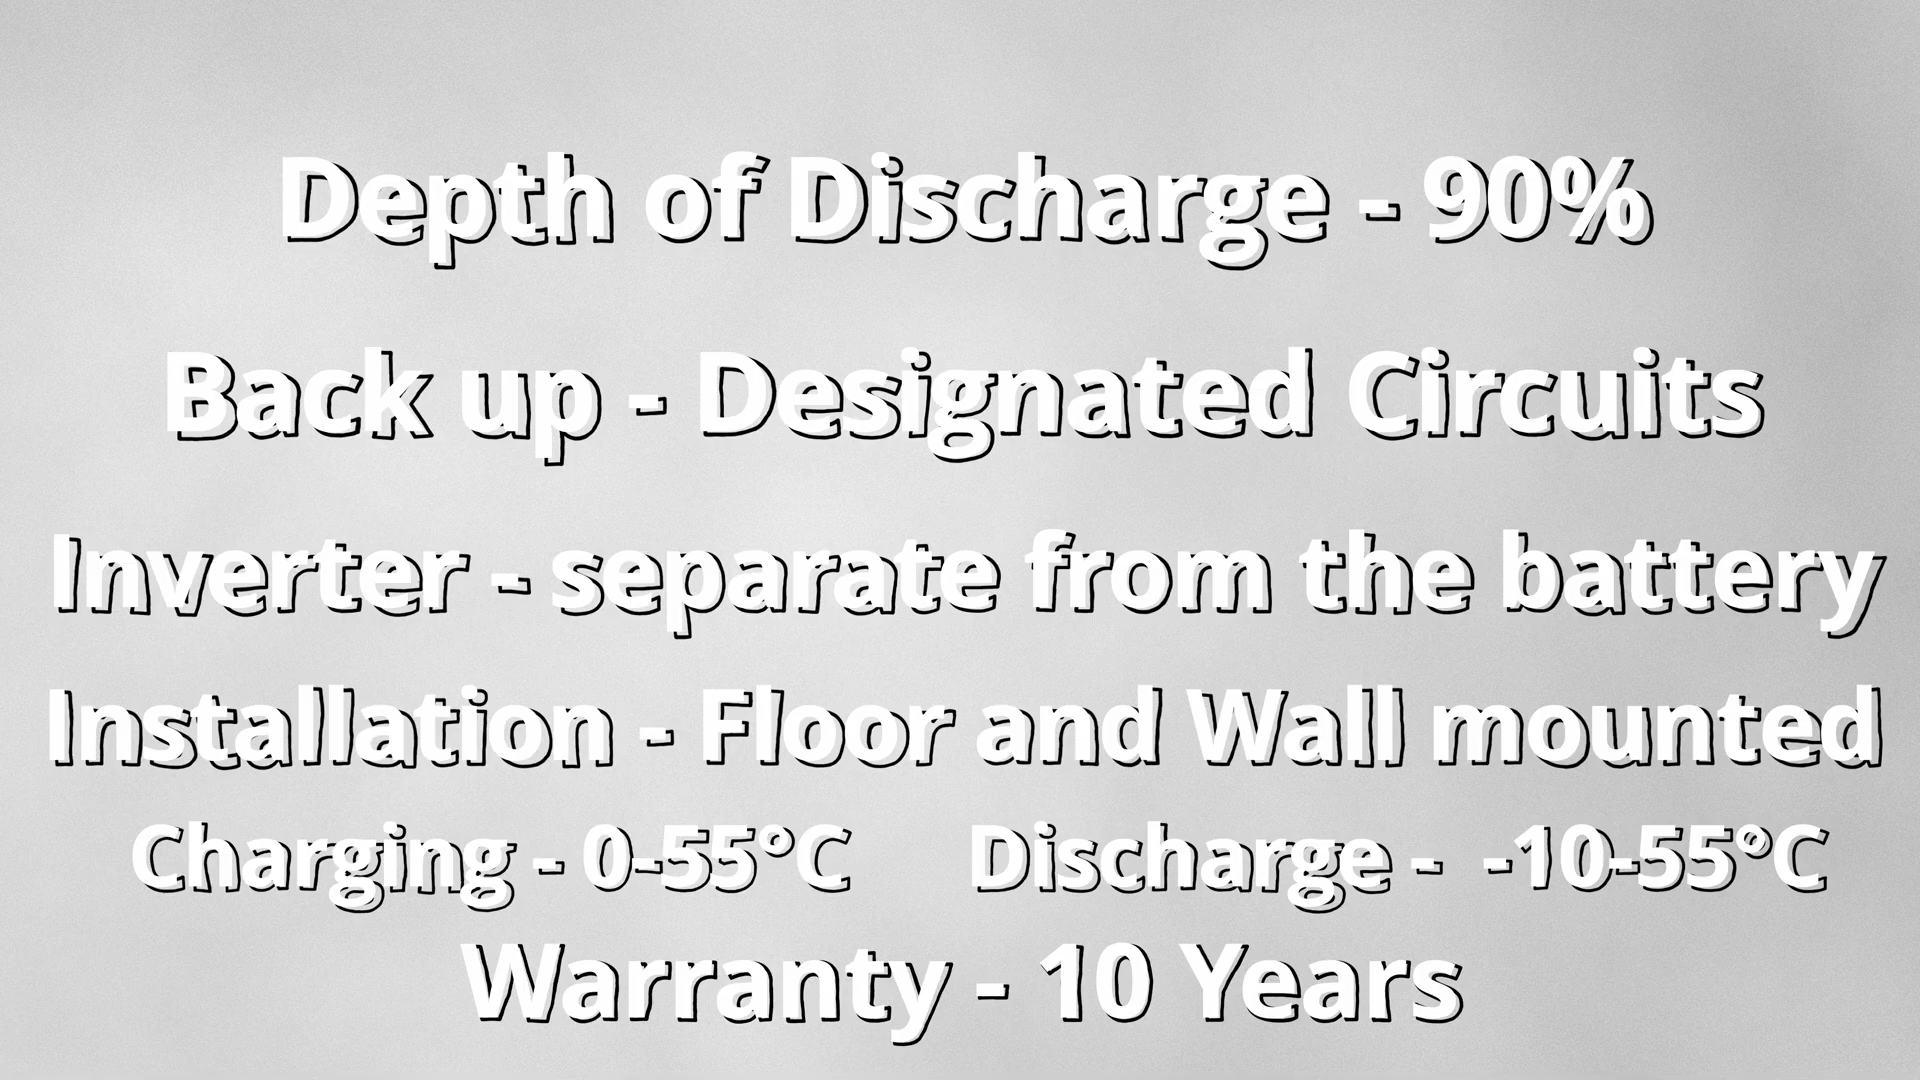 Depth of Discharge - 90%
Back up - Designated Circuits
Inverter - separate from the battery
Installation - Floor and Wall mounted
Charging - 0-55°C Discharge - -10-55°C
Warranty - 10 Years